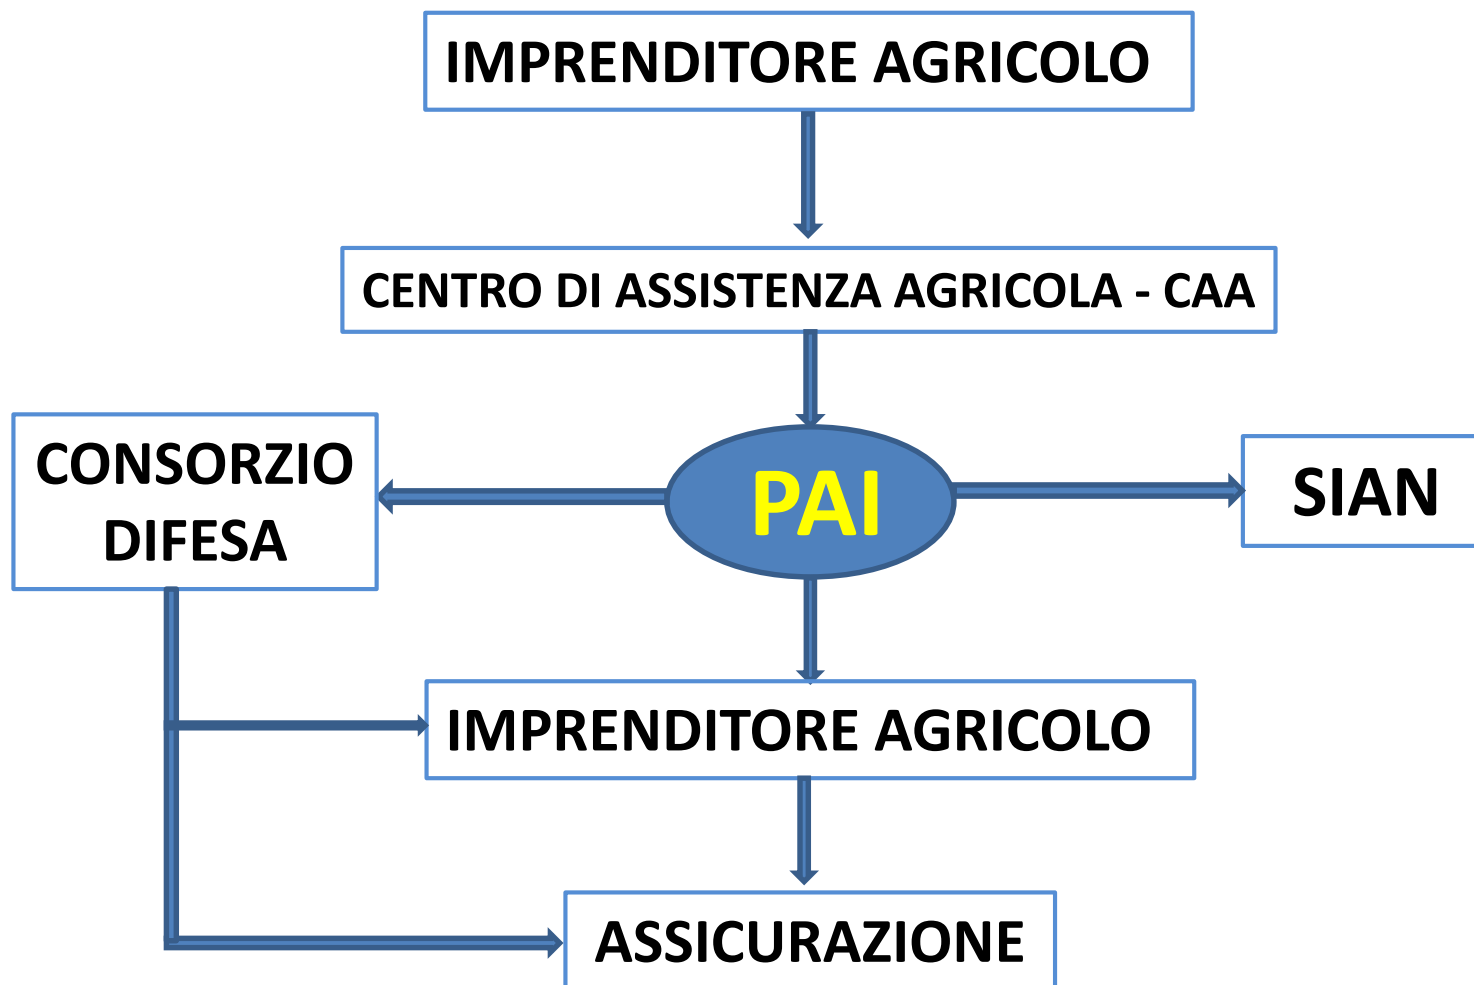 IMPRENDITORE AGRICOLO
CENTRO DI ASSISTENZA AGRICOLA - CAA
CONSORZIO
DIFESA
PAI
SIAN
IMPRENDITORE AGRICOLO
ASSICURAZIONE